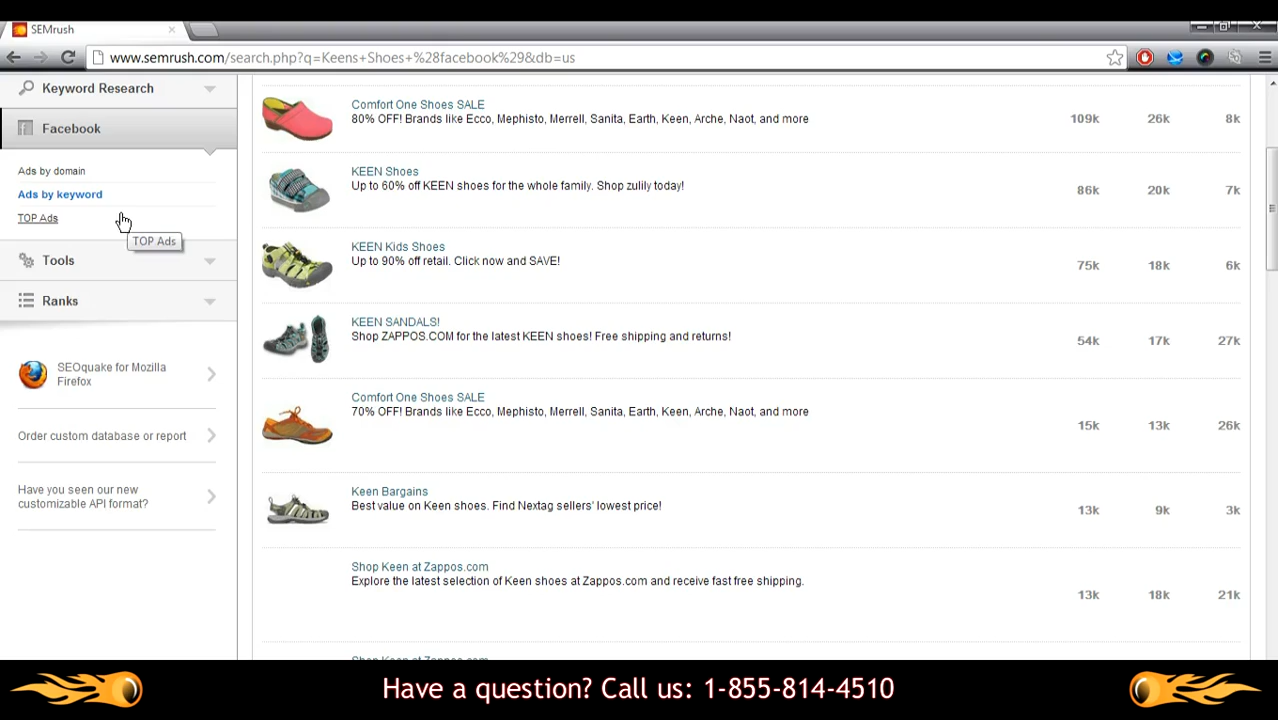 SEMrush
www.semrush.com/search.php?q=Keens+Shoes+%28facebook%29&db=us
Keyword Research
Facebook
Ads by domain
Ads by keyword
TOP Ads
TOP Ads
Tools
Ranks
SEOquake for Mozilla
Firefox
Order custom database or report
Have you seen our new
customizable API format?
Comfort One Shoes SALE
80% OFF! Brands like Ecco, Mephisto, Merrell, Sanita, Earth, Keen, Arche, Naot, and more 109k 26k 8k
KEEN Shoes
Up to 60% off KEEN shoes for the whole family. Shop zulily today! 86k 20k 7k
KEEN Kids Shoes
Up to 90% off retail. Click now and SAVE! 75k 18k 6k
KEEN SANDALS!
Shop ZAPPOS.COM for the latest KEEN shoes! Free shipping and returns! 54k 17k 27k
Comfort One Shoes SALE
70% OFF! Brands like Ecco, Mephisto, Merrell, Sanita, Earth, Keen, Arche, Naot, and more 15k 13k 26k
Keen Bargains
Best value on Keen shoes. Find Nextag sellers' lowest price! 13k 9k 3k
Shop Keen at Zappos.com
Explore the latest selection of Keen shoes at Zappos.com and receive fast free shipping. 13k 18k 21k
Shop Keen at Zappos.com
Have a question? Call us: 1-855-814-4510